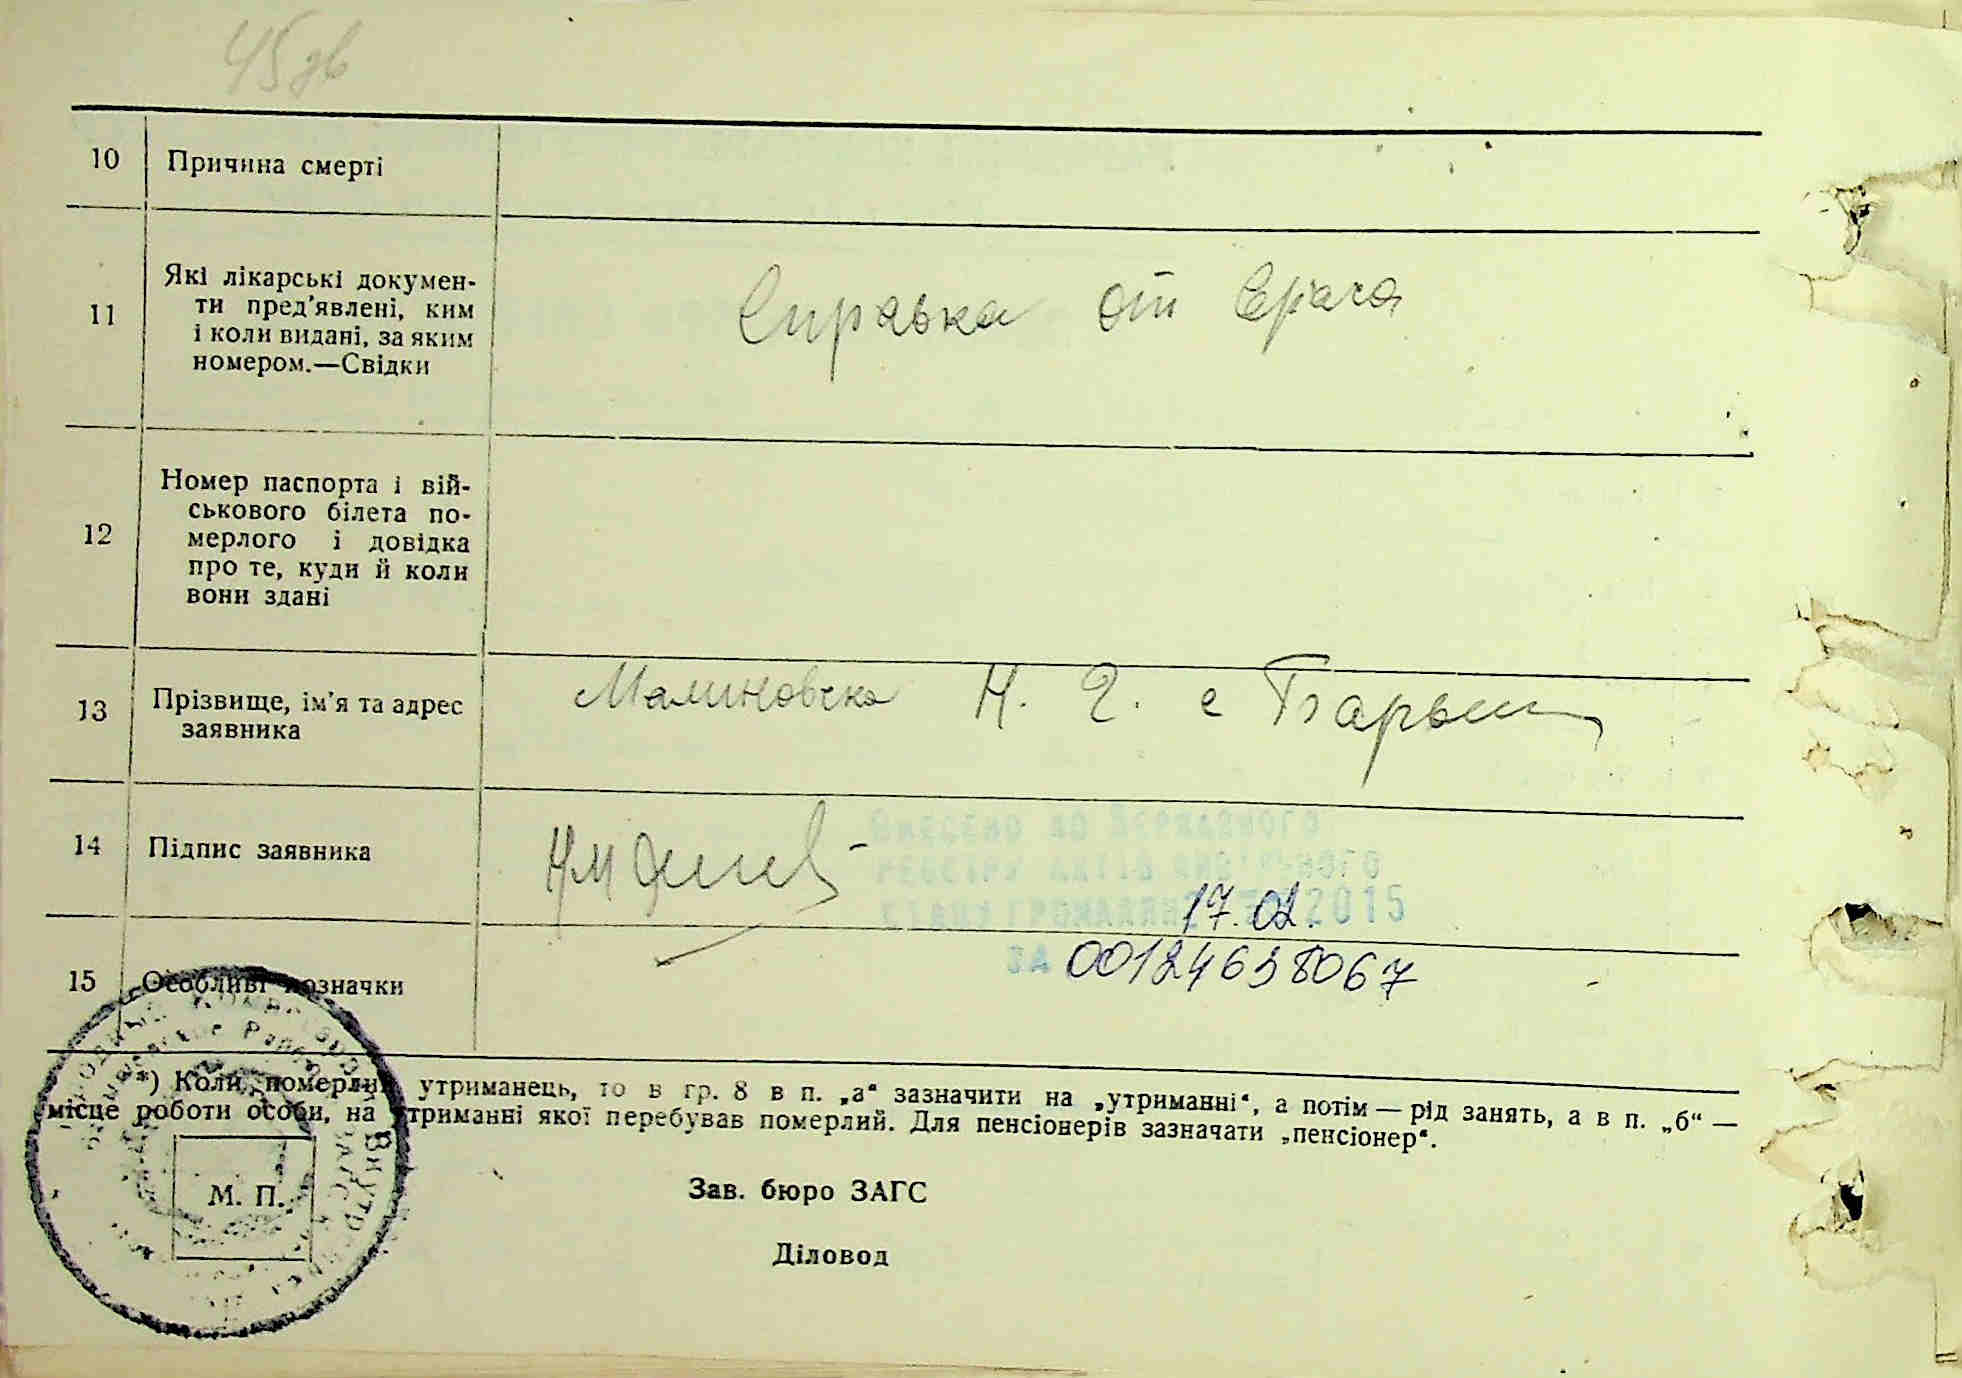 45 зв
10 Причина смерті
11 Які лікарські докумен-
ти пред'явлені, ким
і коли видані, за яким
номером.—Свідки
Справка от врача
12 Номер паспорта і вій-
ськового білета по-
мерлого і довідка
про те, куди й коли
вони здані
13 Прізвище, ім'я та адрес
заявника
Малиновска Н. Г. с
14 Підпис заявника
Внесено до Державного
реєстру актів цивільного
стану громадян 17.02. 2015
за 00124638067
15 Особливі позначки
*) Коли померлий утриманець, то в гр. 8 в п. „а“ зазначити на „утриманні“, а потім — рід занять, а в п. „б“ —
місце роботи особи, на утриманні якої перебував померлий. Для пенсіонерів зазначати „пенсіонер“.
М. П.
Зав. бюро ЗАГС
Діловод